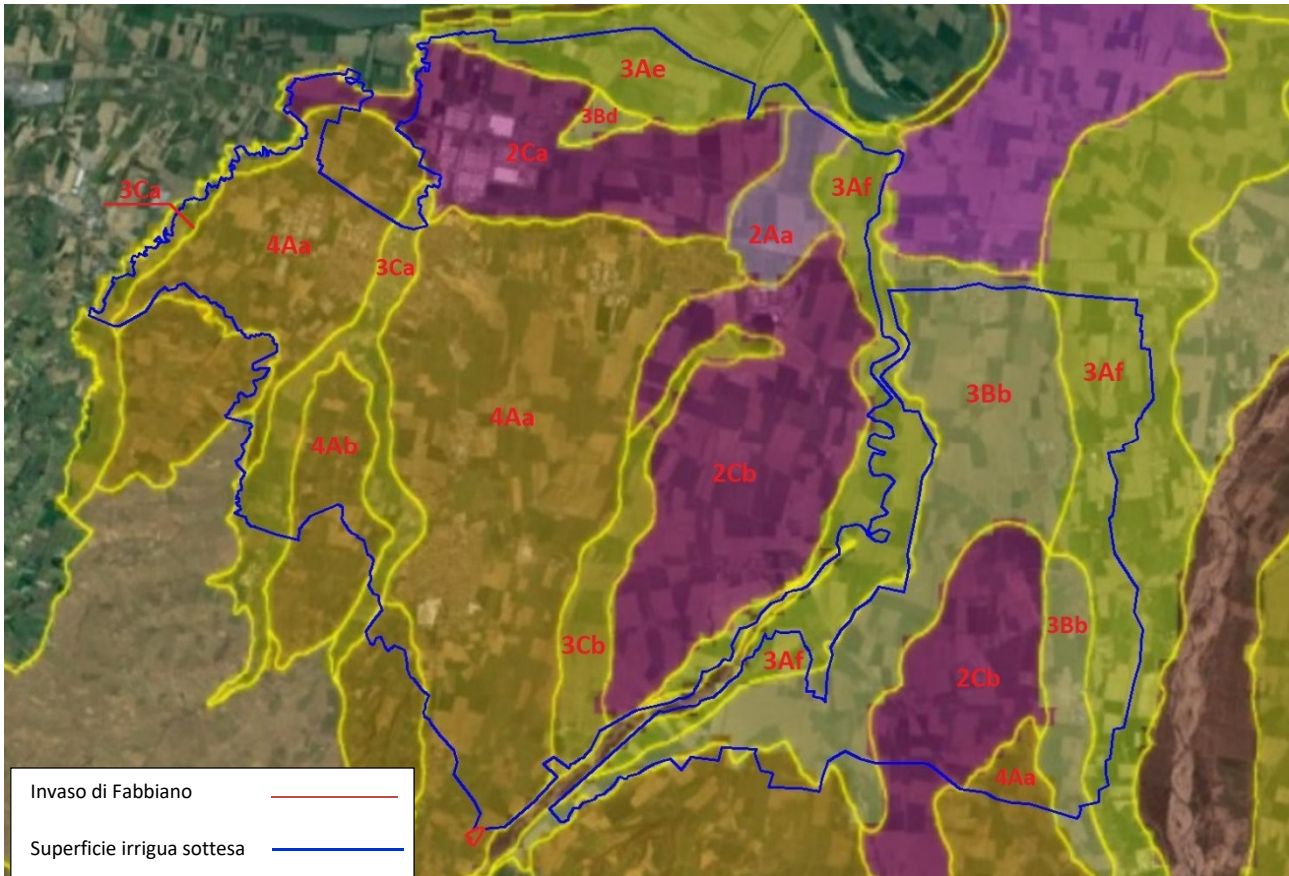 3Ae
3Bd
2Ca
3Ca
3Af
4Aa
2Aa
3Ca
3Af
3Bb
4Aa
4Ab
2Cb
3Bb
3Cb
3Af
2Cb
4Aa
Invaso di Fabbiano
Superficie irrigua sottesa